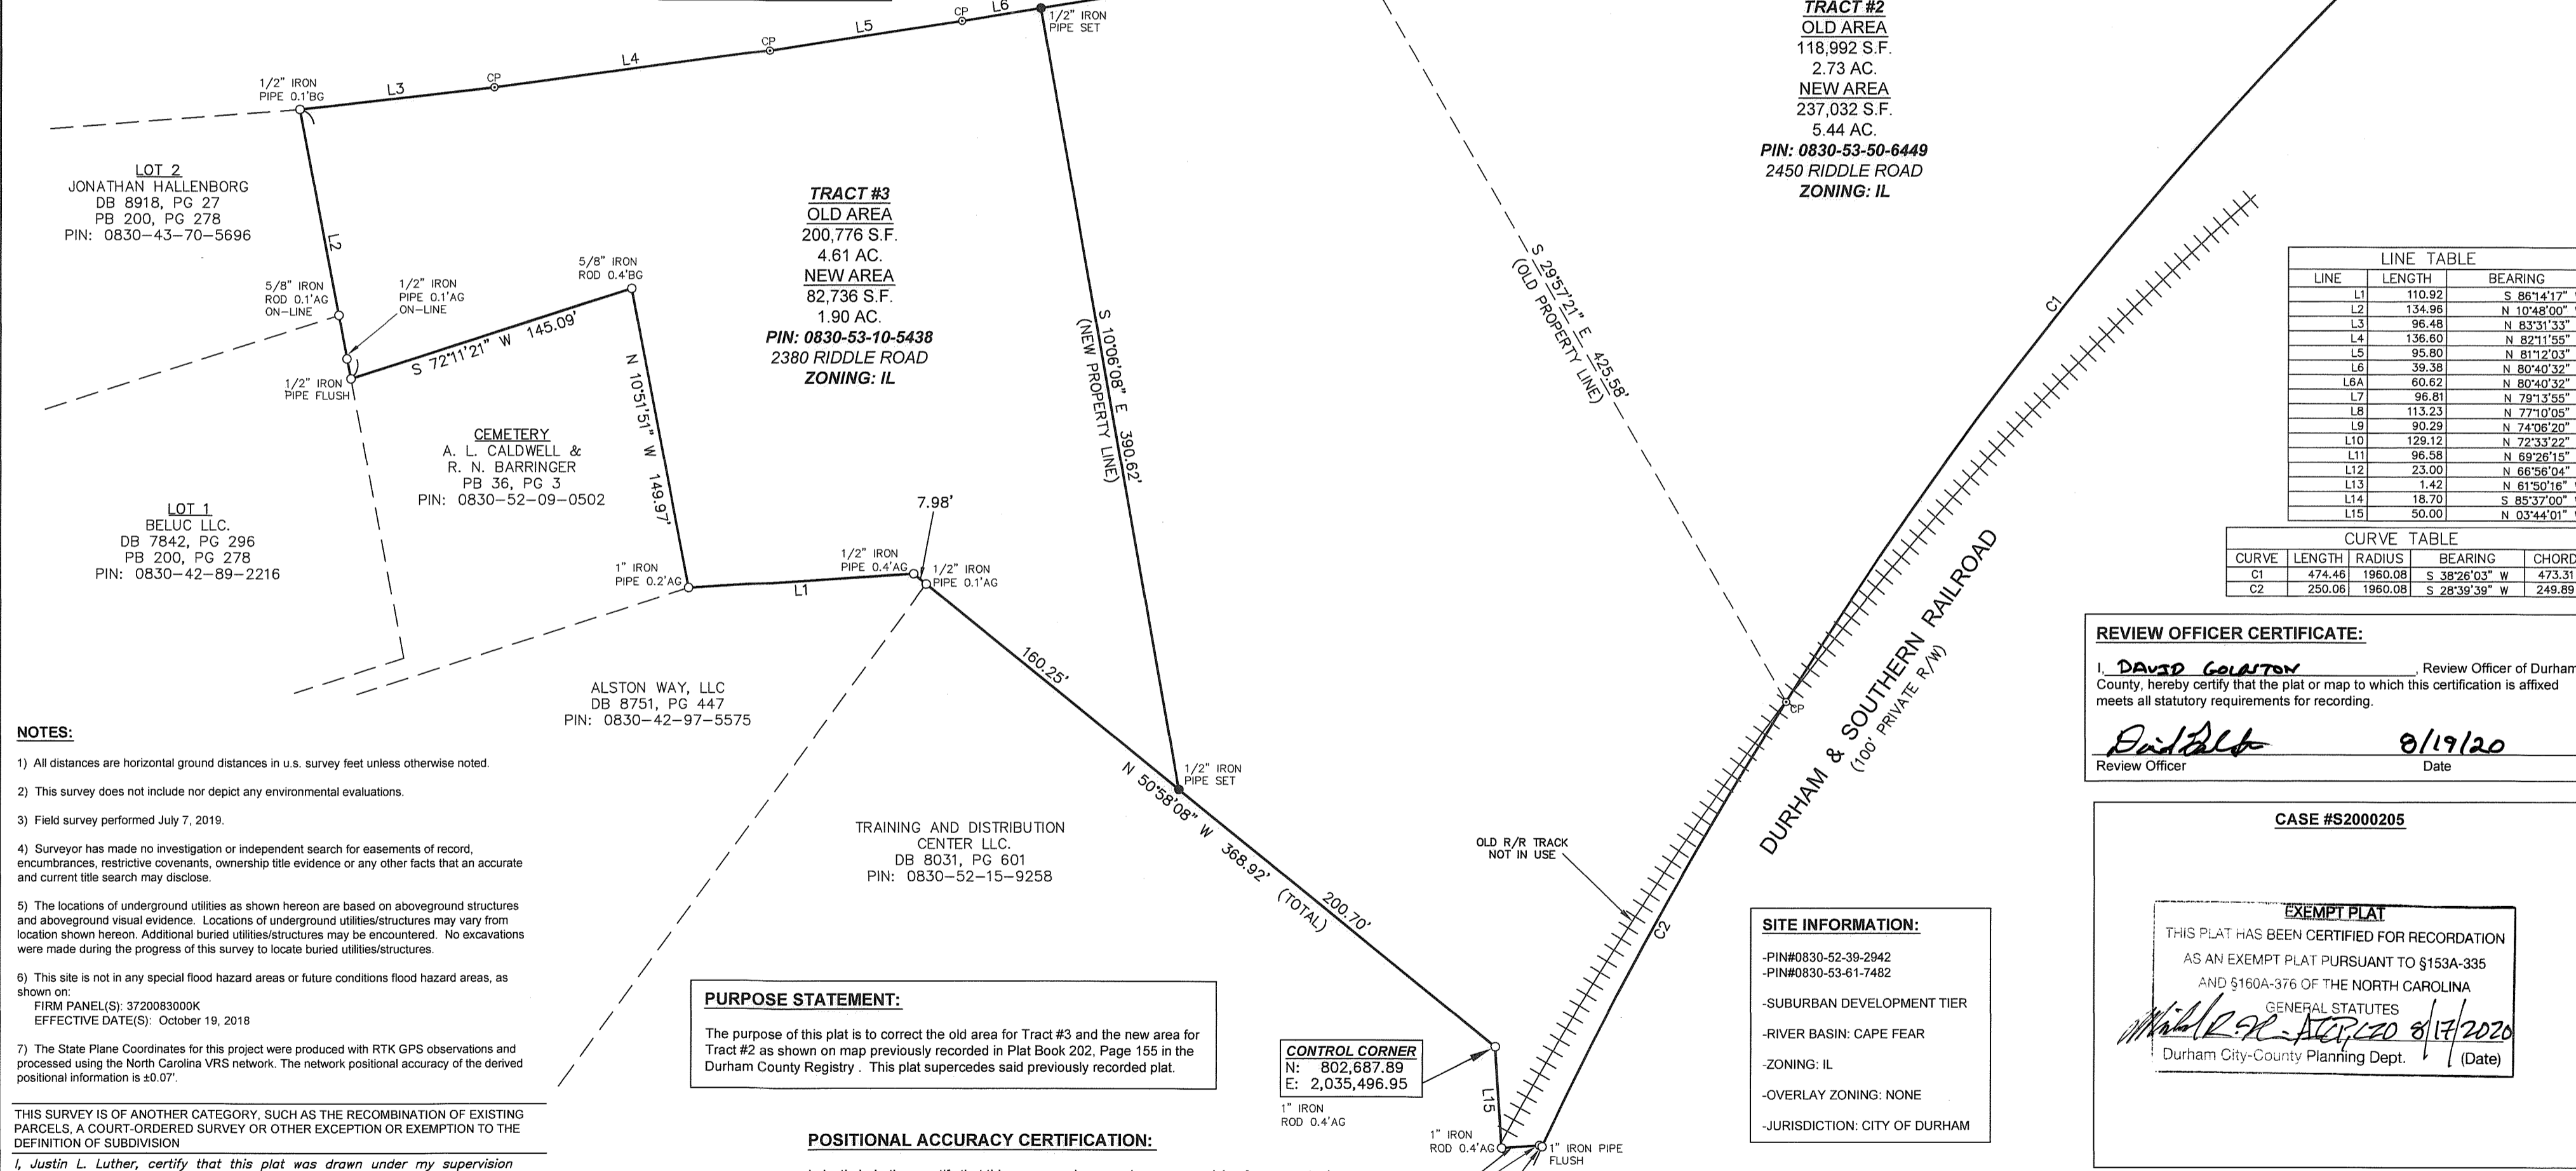 L6
CP
1/2" IRON
PIPE SET
L5
CP
L4
CP
L3
1/2" IRON
PIPE 0.1'BG
TRACT #2
OLD AREA
118,992 S.F.
2.73 AC.
NEW AREA
237,032 S.F.
5.44 AC.
PIN: 0830-53-50-6449
2450 RIDDLE ROAD
ZONING: IL
LOT 2
JONATHAN HALLENBORG
DB 8918, PG 27
PB 200, PG 278
PIN: 0830-43-70-5696
L2
TRACT #3
OLD AREA
200,776 S.F.
4.61 AC.
NEW AREA
82,736 S.F.
1.90 AC.
PIN: 0830-53-10-5438
2380 RIDDLE ROAD
ZONING: IL
5/8" IRON
ROD 0.4'BG
5/8" IRON
ROD 0.1'AG
ON-LINE
1/2" IRON
PIPE 0.1'AG
ON-LINE
S 72°11'21" W 145.09'
1/2" IRON
PIPE FLUSH
N 10°51'51" W 149.97'
S 10°06'08" E 390.62'
(NEW PROPERTY LINE)
S 29°57'21" E 425.58'
(OLD PROPERTY LINE)
C1
CEMETERY
A. L. CALDWELL &
R. N. BARRINGER
PB 36, PG 3
PIN: 0830-52-09-0502
LOT 1
BELUC LLC.
DB 7842, PG 296
PB 200, PG 278
PIN: 0830-42-89-2216
7.98'
1" IRON
PIPE 0.2'AG
L1
1/2" IRON
PIPE 0.4'AG
1/2" IRON
PIPE 0.1'AG
160.25'
ALSTON WAY, LLC
DB 8751, PG 447
PIN: 0830-42-97-5575
1/2" IRON
PIPE SET
N 50°58'08" W 368.92' (TOTAL)
200.70'
TRAINING AND DISTRIBUTION
CENTER LLC.
DB 8031, PG 601
PIN: 0830-52-15-9258
CP
DURHAM & SOUTHERN RAILROAD
(100' PRIVATE R/W)
OLD R/R TRACK
NOT IN USE
C2
LINE TABLE
LINE LENGTH BEARING
L1 110.92 S 86°14'17"
L2 134.96 N 10°48'00"
L3 96.48 N 83°31'33"
L4 136.60 N 82°11'55"
L5 95.80 N 81°12'03"
L6 39.38 N 80°40'32"
L6A 60.62 N 80°40'32"
L7 96.81 N 79°13'55"
L8 113.23 N 77°10'05"
L9 90.29 N 74°06'20"
L10 129.12 N 72°33'22"
L11 96.58 N 69°26'15"
L12 23.00 N 66°56'04"
L13 1.42 N 61°50'16"
L14 18.70 S 85°37'00"
L15 50.00 N 03°44'01"
CURVE TABLE
CURVE LENGTH RADIUS BEARING CHORD
C1 474.46 1960.08 S 38°26'03" W 473.31
C2 250.06 1960.08 S 28°39'39" W 249.89
REVIEW OFFICER CERTIFICATE:
I, DAVID GOLDSTON, Review Officer of Durham
County, hereby certify that the plat or map to which this certification is affixed
meets all statutory requirements for recording.
8/19/20
Review Officer Date
CASE #S2000205
EXEMPT PLAT
THIS PLAT HAS BEEN CERTIFIED FOR RECORDATION
AS AN EXEMPT PLAT PURSUANT TO §153A-335
AND §160A-376 OF THE NORTH CAROLINA
GENERAL STATUTES
8/17/2020
Durham City-County Planning Dept. (Date)
NOTES:
1) All distances are horizontal ground distances in u.s. survey feet unless otherwise noted.
2) This survey does not include nor depict any environmental evaluations.
3) Field survey performed July 7, 2019.
4) Surveyor has made no investigation or independent search for easements of record,
encumbrances, restrictive covenants, ownership title evidence or any other facts that an accurate
and current title search may disclose.
5) The locations of underground utilities as shown hereon are based on aboveground structures
and aboveground visual evidence. Locations of underground utilities/structures may vary from
location shown hereon. Additional buried utilities/structures may be encountered. No excavations
were made during the progress of this survey to locate buried utilities/structures.
6) This site is not in any special flood hazard areas or future conditions flood hazard areas, as
shown on:
FIRM PANEL(S): 3720083000K
EFFECTIVE DATE(S): October 19, 2018
7) The State Plane Coordinates for this project were produced with RTK GPS observations and
processed using the North Carolina VRS network. The network positional accuracy of the derived
positional information is ±0.07'.
THIS SURVEY IS OF ANOTHER CATEGORY, SUCH AS THE RECOMBINATION OF EXISTING
PARCELS, A COURT-ORDERED SURVEY OR OTHER EXCEPTION OR EXEMPTION TO THE
DEFINITION OF SUBDIVISION
I, Justin L. Luther, certify that this plat was drawn under my supervision
PURPOSE STATEMENT:
The purpose of this plat is to correct the old area for Tract #3 and the new area for
Tract #2 as shown on map previously recorded in Plat Book 202, Page 155 in the
Durham County Registry . This plat supercedes said previously recorded plat.
POSITIONAL ACCURACY CERTIFICATION:
CONTROL CORNER
N: 802,687.89
E: 2,035,496.95
1" IRON
ROD 0.4'AG
L15
1" IRON
ROD 0.4'AG
1" IRON PIPE
FLUSH
SITE INFORMATION:
-PIN#0830-52-39-2942
-PIN#0830-53-61-7482
-SUBURBAN DEVELOPMENT TIER
-RIVER BASIN: CAPE FEAR
-ZONING: IL
-OVERLAY ZONING: NONE
-JURISDICTION: CITY OF DURHAM